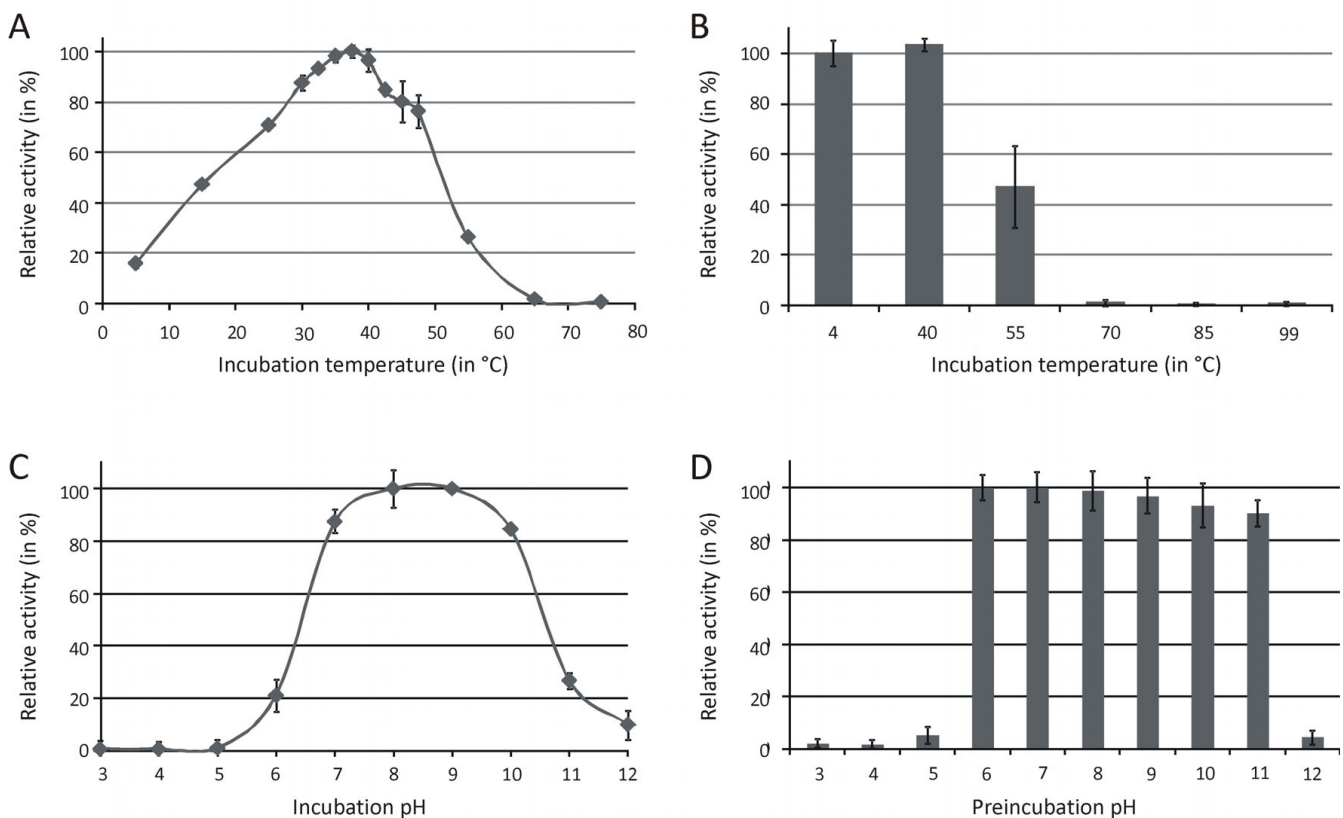 A
Relative activity (in %)
100
80
60
40
20
0
0 10 20 30 40 50 60 70 80
Incubation temperature (in °C)
B
Relative activity (in %)
100
80
60
40
20
0
4 40 55 70 85 99
Incubation temperature (in °C)
C
Relative activity (in %)
100
80
60
40
20
0
3 4 5 6 7 8 9 10 11 12
Incubation pH
D
Relative activity (in %)
100
80
60
40
20
0
3 4 5 6 7 8 9 10 11 12
Preincubation pH